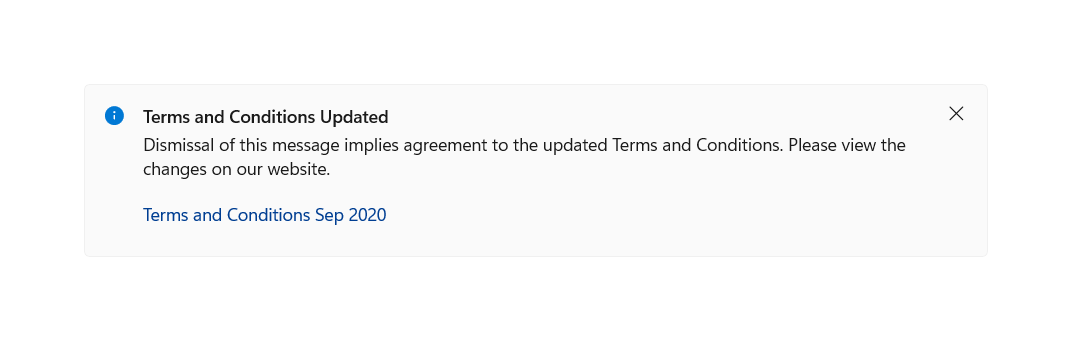 Terms and Conditions Updated
Dismissal of this message implies agreement to the updated Terms and Conditions. Please view the
changes on our website.
Terms and Conditions Sep 2020